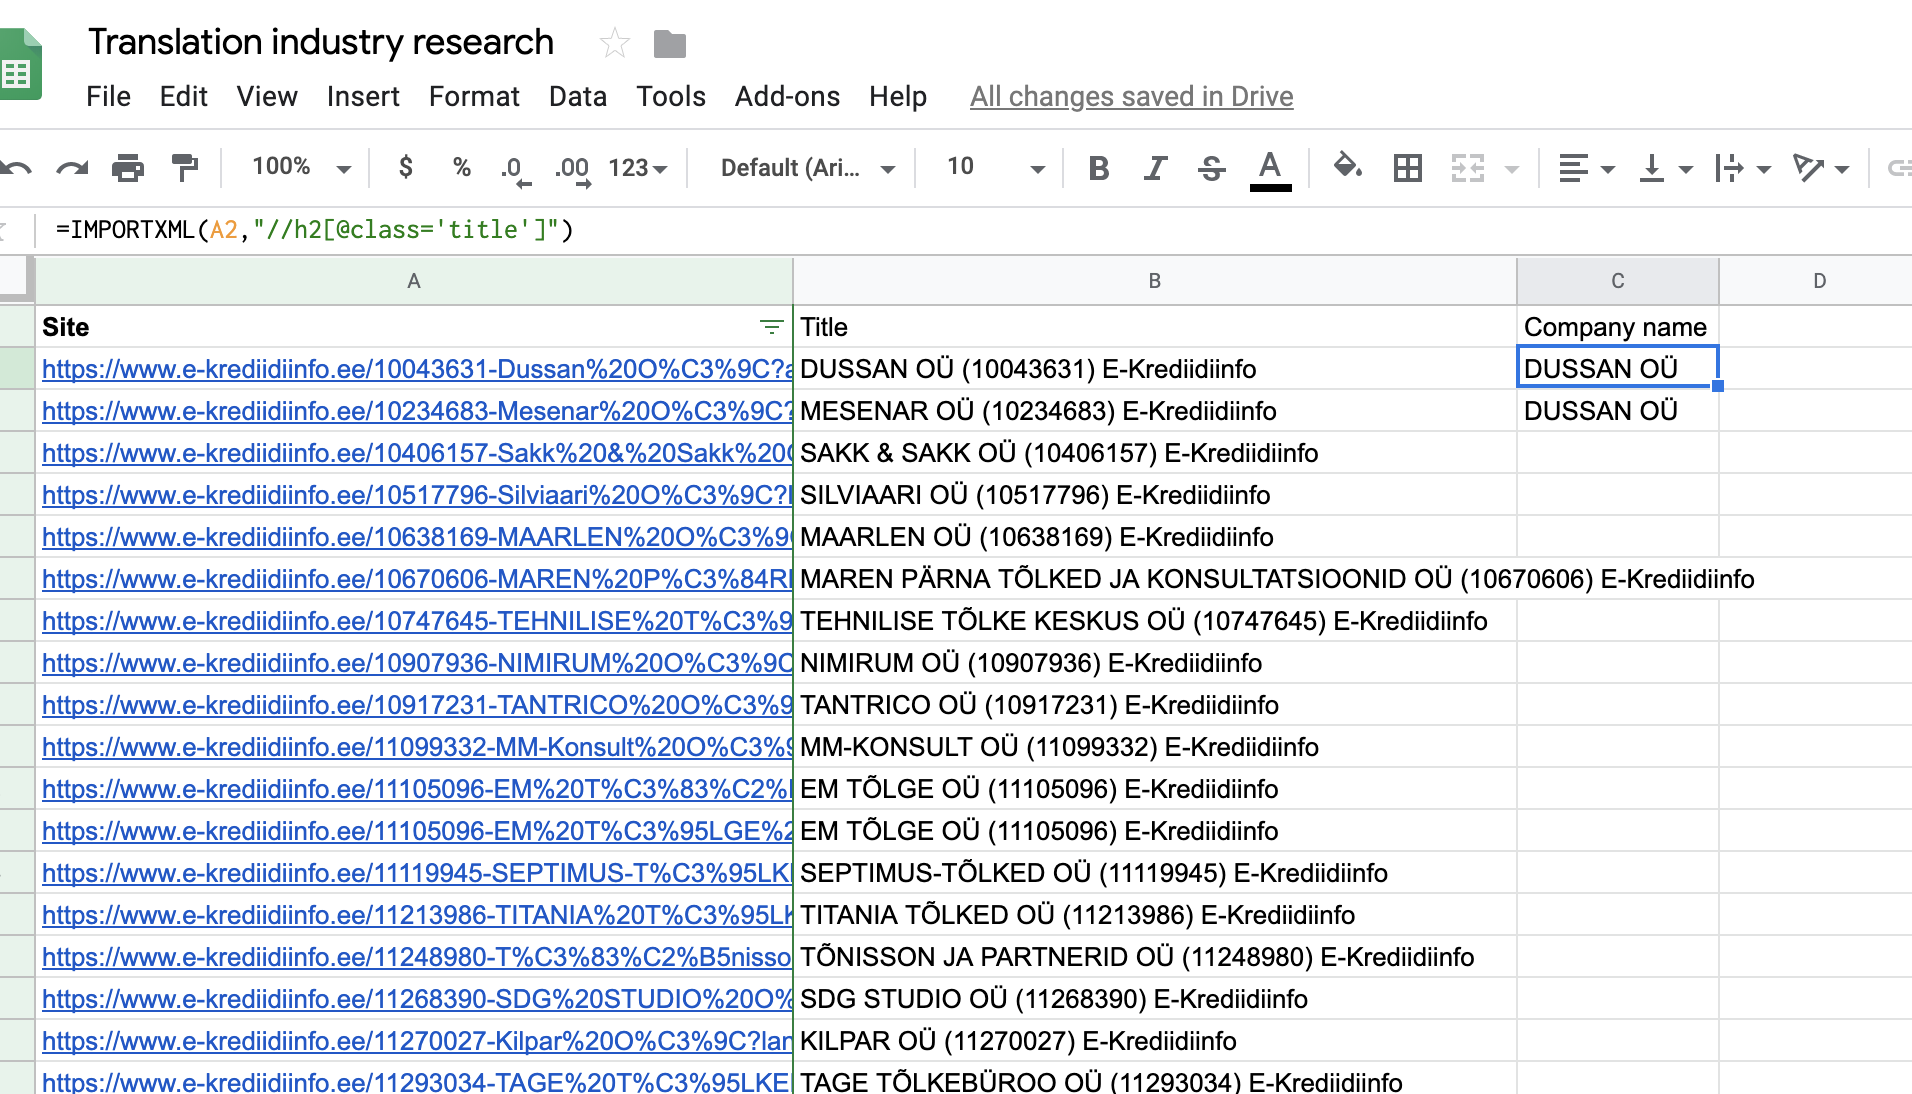 Translation industry research
File Edit View Insert Format Data Tools Add-ons Help All changes saved in Drive
100% $ % .0 .00 123 Default (Ari... 10 B I S A
=IMPORTXML(A2,"//h2[@class='title']")
A B C D
Site Title Company name
https://www.e-krediidiinfo.ee/10043631-Dussan%20O%C3%9C?a DUSSAN OÜ (10043631) E-Krediidiinfo DUSSAN OÜ
https://www.e-krediidiinfo.ee/10234683-Mesenar%20O%C3%9C? MESENAR OÜ (10234683) E-Krediidiinfo DUSSAN OÜ
https://www.e-krediidiinfo.ee/10406157-Sakk%20&%20Sakk%20 SAKK & SAKK OÜ (10406157) E-Krediidiinfo
https://www.e-krediidiinfo.ee/10517796-Silviaari%20O%C3%9C? SILVIAARI OÜ (10517796) E-Krediidiinfo
https://www.e-krediidiinfo.ee/10638169-MAARLEN%20O%C3%9 MAARLEN OÜ (10638169) E-Krediidiinfo
https://www.e-krediidiinfo.ee/10670606-MAREN%20P%C3%84R MAREN PÄRNA TÕLKED JA KONSULTATSIOONID OÜ (10670606) E-Krediidiinfo
https://www.e-krediidiinfo.ee/10747645-TEHNILISE%20T%C3%9 TEHNILISE TÕLKE KESKUS OÜ (10747645) E-Krediidiinfo
https://www.e-krediidiinfo.ee/10907936-NIMIRUM%20O%C3%9C NIMIRUM OÜ (10907936) E-Krediidiinfo
https://www.e-krediidiinfo.ee/10917231-TANTRICO%20O%C3%9 TANTRICO OÜ (10917231) E-Krediidiinfo
https://www.e-krediidiinfo.ee/11099332-MM-Konsult%20O%C3%9 MM-KONSULT OÜ (11099332) E-Krediidiinfo
https://www.e-krediidiinfo.ee/11105096-EM%20T%C3%83%C2% EM TÕLGE OÜ (11105096) E-Krediidiinfo
https://www.e-krediidiinfo.ee/11105096-EM%20T%C3%95LGE%2 EM TÕLGE OÜ (11105096) E-Krediidiinfo
https://www.e-krediidiinfo.ee/11119945-SEPTIMUS-T%C3%95LK SEPTIMUS-TÕLKED OÜ (11119945) E-Krediidiinfo
https://www.e-krediidiinfo.ee/11213986-TITANIA%20T%C3%95LK TITANIA TÕLKED OÜ (11213986) E-Krediidiinfo
https://www.e-krediidiinfo.ee/11248980-T%C3%83%C2%B5nisso TÕNISSON JA PARTNERID OÜ (11248980) E-Krediidiinfo
https://www.e-krediidiinfo.ee/11268390-SDG%20STUDIO%20O% SDG STUDIO OÜ (11268390) E-Krediidiinfo
https://www.e-krediidiinfo.ee/11270027-Kilpar%20O%C3%9C?lan KILPAR OÜ (11270027) E-Krediidiinfo
https://www.e-krediidiinfo.ee/11293034-TAGE%20T%C3%95LKE TAGE TÕLKEBÜROO OÜ (11293034) E-Krediidiinfo